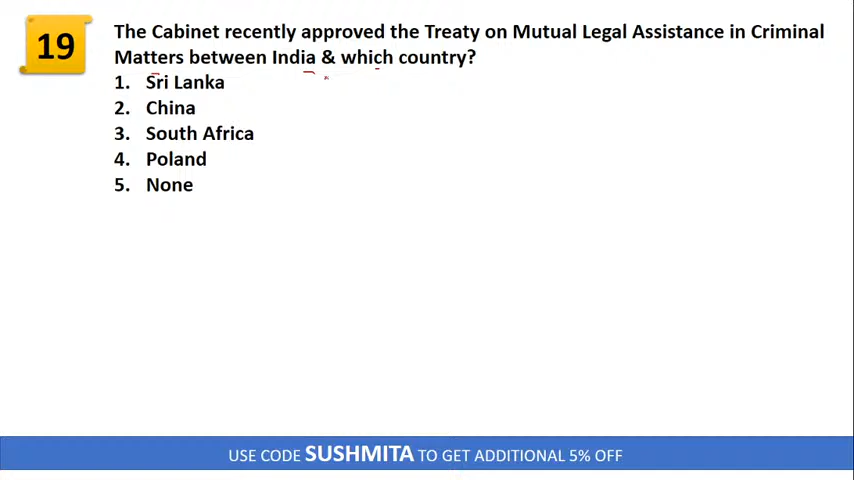 19
The Cabinet recently approved the Treaty on Mutual Legal Assistance in Criminal
Matters between India & which country?
1. Sri Lanka
2. China
3. South Africa
4. Poland
5. None
USE CODE SUSHMITA TO GET ADDITIONAL 5% OFF